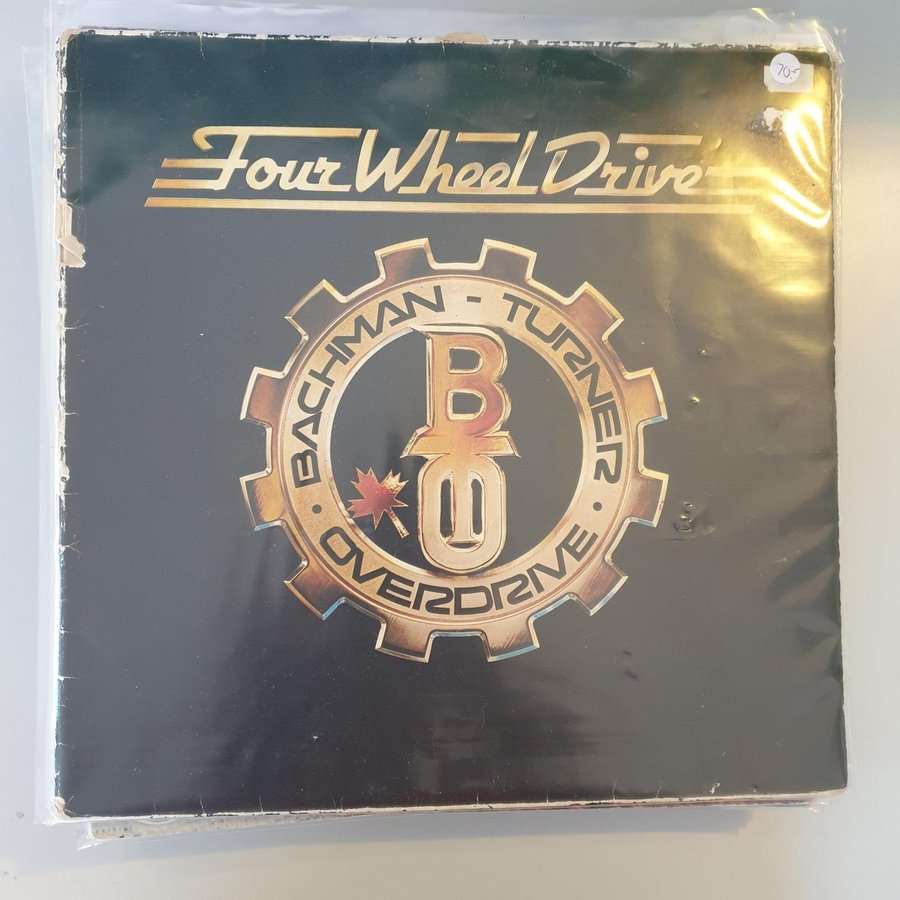 70.-
Four Wheel Drive
BACHMAN - TURNER · OVERDRIVE ·
BTO